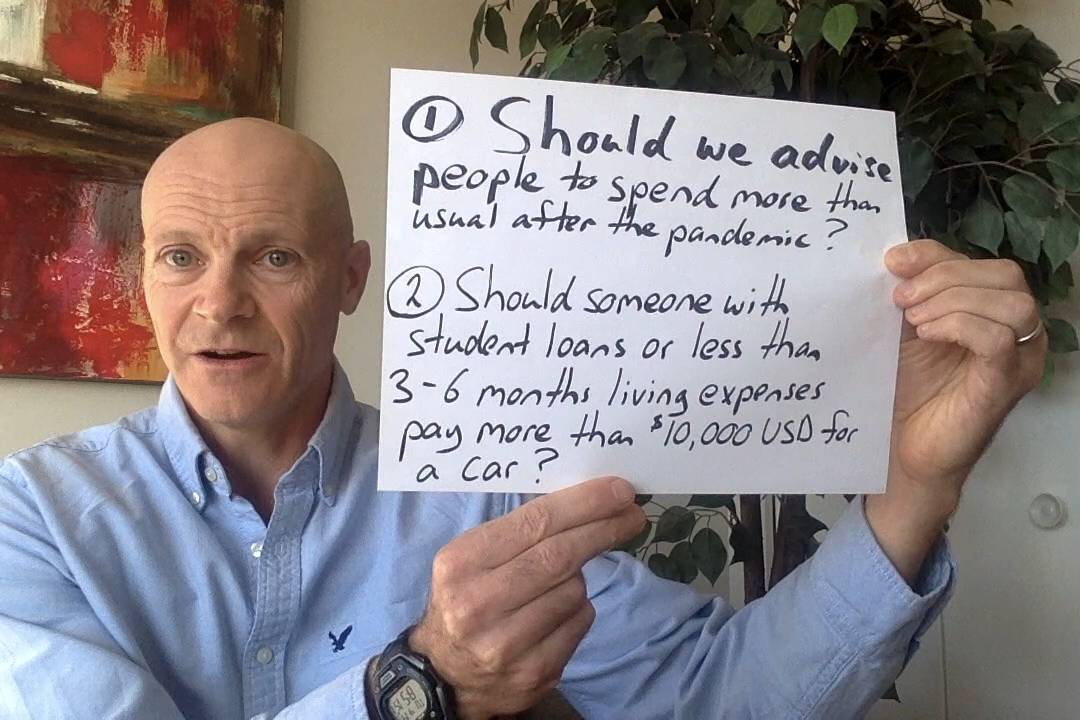 ① Should we advise
people to spend more than
usual after the pandemic?
② Should someone with
student loans or less than
3-6 months living expenses
pay more than $10,000 USD for
a car?